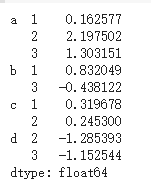 a 1 0.162577
2 2.197502
3 1.303151
b 1 0.832049
3 -0.438122
c 1 0.319678
2 0.245300
d 2 -1.285393
3 -1.152544
dtype: float64